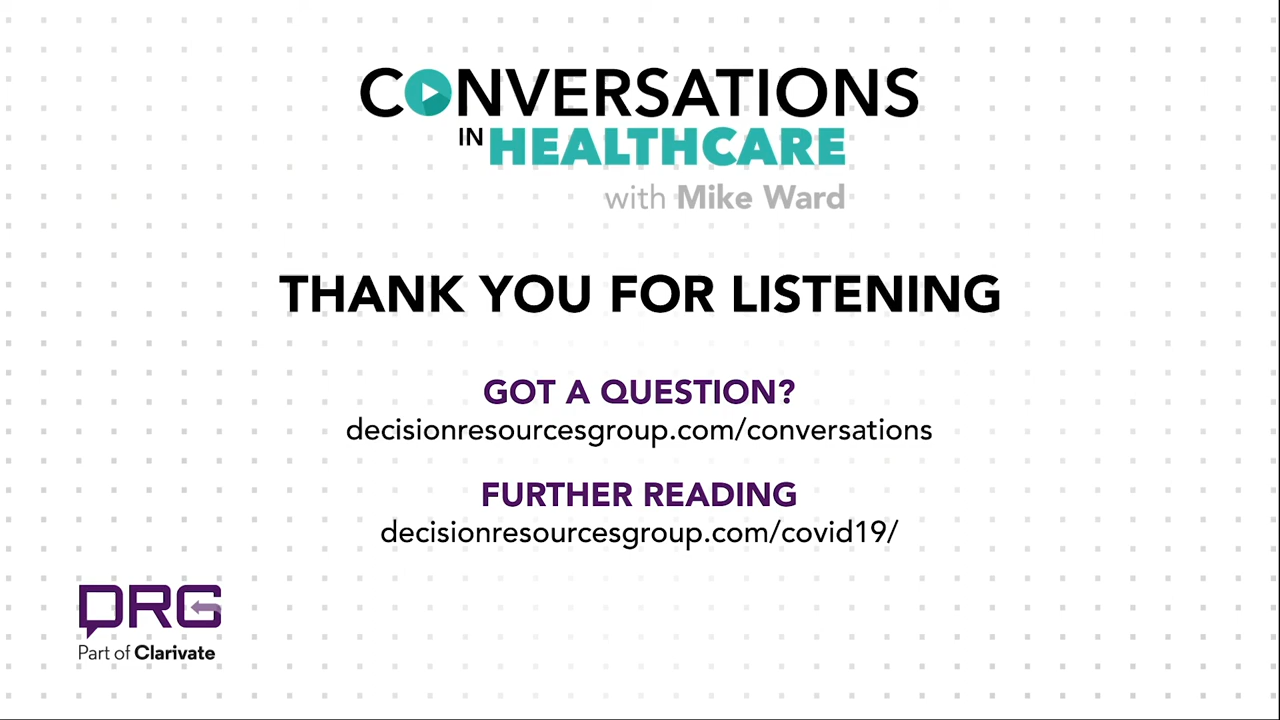 CONVERSATIONS
IN HEALTHCARE
with Mike Ward
THANK YOU FOR LISTENING
GOT A QUESTION?
decisionresourcesgroup.com/conversations
FURTHER READING
decisionresourcesgroup.com/covid19/
DRG
Part of Clarivate